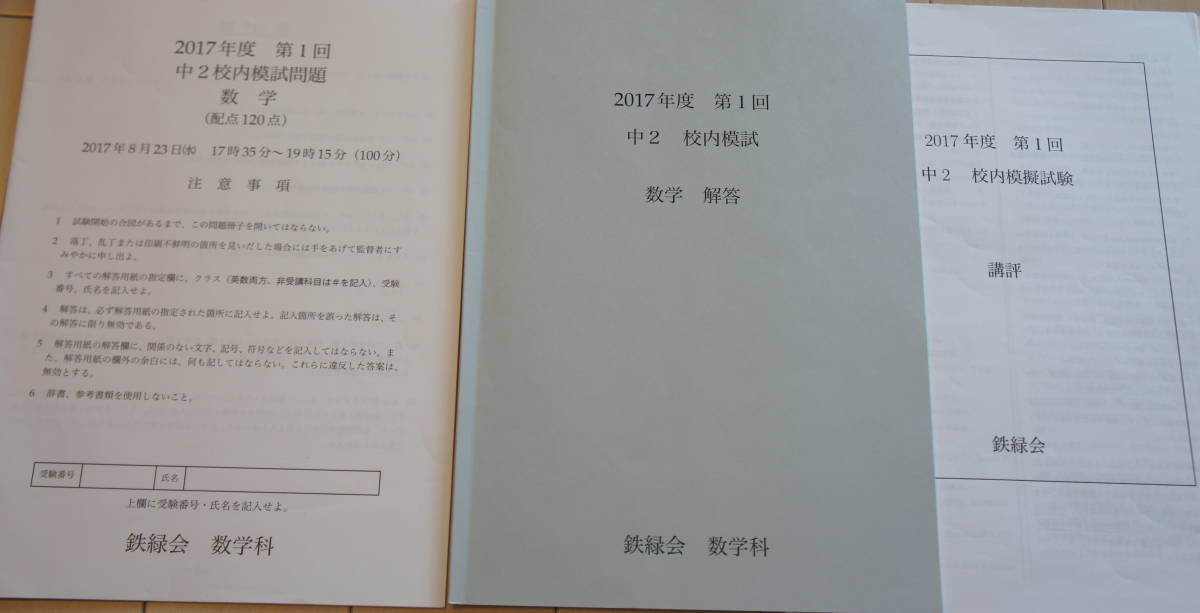 2017年度 第1回
中2校内模試問題
数 学
(配点120点)
2017年8月23日㈬ 17時35分～19時15分(100分)
注 意 事 項
1 試験開始の合図があるまで、この問題冊子を開いてはならない。
2 落丁、乱丁または印刷不鮮明の箇所を見いだした場合には手をあげて監督者にす
みやかに申し出よ。
3 すべての解答用紙の指定欄に、クラス(英数両方、非受講科目は＃を記入)、受験
番号、氏名を記入せよ。
4 解答は、必ず解答用紙の指定された箇所に記入せよ。記入箇所を誤った解答は、そ
の解答に限り無効である。
5 解答用紙の解答欄に、関係のない文字、記号、符号などを記入してはならない。ま
た、解答用紙の欄外の余白には、何も記してはならない。これらに違反した答案は、
無効とする。
6 辞書、参考書類を使用しないこと。
受験番号 氏名
上欄に受験番号・氏名を記入せよ。
鉄緑会 数学科
2017年度 第1回
中2 校内模試
数学 解答
鉄緑会 数学科
2017年度 第1回
中2 校内模擬試験
講評
鉄緑会